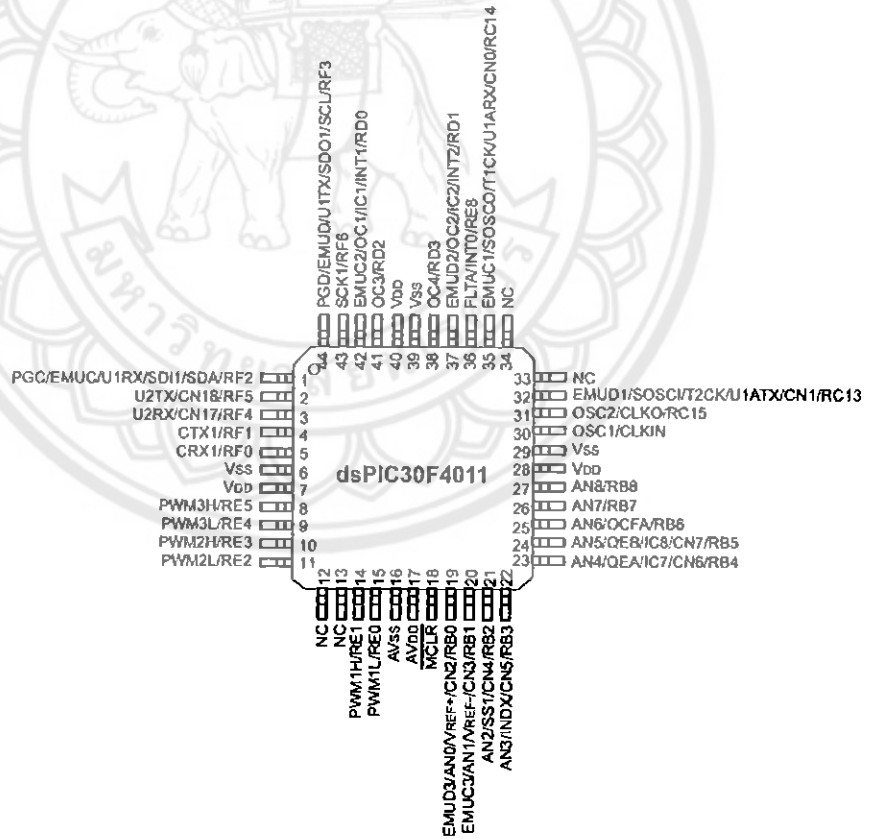 PGD/EMUD/U1TX/SDO1/SCL/RF3
SCK1/RF6
EMUC2/OC1/IC1/INT1/RD0
OC3/RD2
VDD
VSS
OC4/RD3
EMUD2/OC2/IC2/INT2/RD1
FLTA/INT0/RE8
EMUC1/SOSCO/T1CK/U1ARX/CN0/RC14
NC
44 43 42 41 40 39 38 37 36 35 34
PGC/EMUC/U1RX/SDI1/SDA/RF2 1
U2TX/CN18/RF5 2
U2RX/CN17/RF4 3
CTX1/RF1 4
CRX1/RF0 5
VSS 6
VDD 7
PWM3H/RE5 8
PWM3L/RE4 9
PWM2H/RE3 10
PWM2L/RE2 11
dsPIC30F4011
33 NC
32 EMUD1/SOSCI/T2CK/U1ATX/CN1/RC13
31 OSC2/CLKO/RC15
30 OSC1/CLKIN
29 VSS
28 VDD
27 AN8/RB8
26 AN7/RB7
25 AN6/OCFA/RB6
24 AN5/QEB/IC8/CN7/RB5
23 AN4/QEA/IC7/CN6/RB4
12 13 14 15 16 17 18 19 20 21 22
NC
NC
PWM1H/RE1
PWM1L/RE0
AVSS
AVDD
MCLR
EMUD3/AN0/VREF+/CN2/RB0
EMUC3/AN1/VREF-/CN3/RB1
AN2/SS1/CN4/RB2
AN3/INDX/CN5/RB3